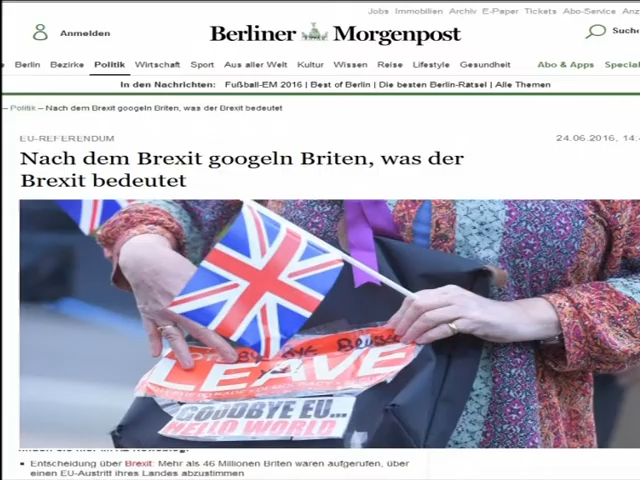 Jobs Immobilien Archiv E-Paper Tickets Abo-Service
Anmelden
Berliner Morgenpost
Berlin Bezirke Politik Wirtschaft Sport Aus aller Welt Kultur Wissen Reise Lifestyle Gesundheit Abo & Apps
In den Nachrichten: Fußball-EM 2016 | Best of Berlin | Die besten Berlin-Rätsel | Alle Themen
– Politik – Nach dem Brexit googeln Briten, was der Brexit bedeutet
EU-REFERENDUM
24.06.2016, 14:
Nach dem Brexit googeln Briten, was der
Brexit bedeutet
BYE
LEAVE
GOODBYE EU...
HELLO WORLD
• Entscheidung über Brexit: Mehr als 46 Millionen Briten waren aufgerufen, über
einen EU-Austritt ihres Landes abzustimmen